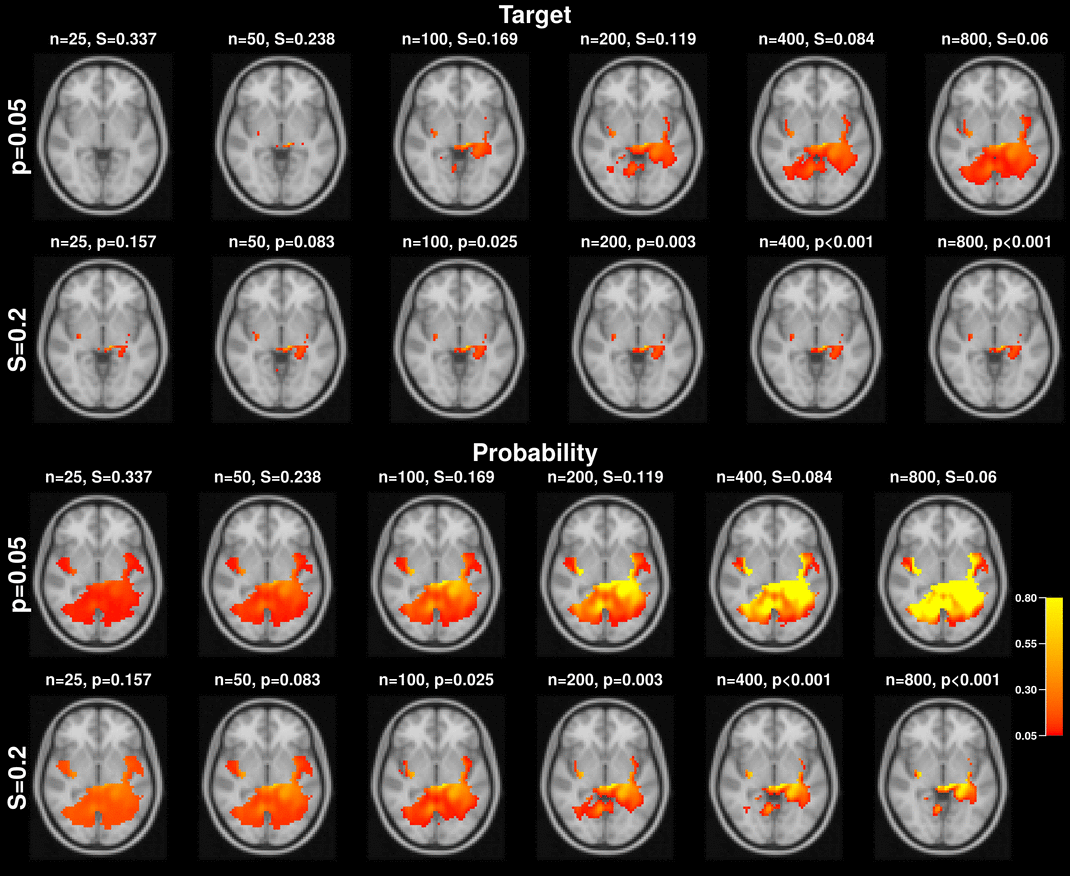 Target
n=25, S=0.337 n=50, S=0.238 n=100, S=0.169 n=200, S=0.119 n=400, S=0.084 n=800, S=0.06
p=0.05
n=25, p=0.157 n=50, p=0.083 n=100, p=0.025 n=200, p=0.003 n=400, p<0.001 n=800, p<0.001
S=0.2
Probability
n=25, S=0.337 n=50, S=0.238 n=100, S=0.169 n=200, S=0.119 n=400, S=0.084 n=800, S=0.06
p=0.05
n=25, p=0.157 n=50, p=0.083 n=100, p=0.025 n=200, p=0.003 n=400, p<0.001 n=800, p<0.001
S=0.2
0.80
0.55
0.30
0.05